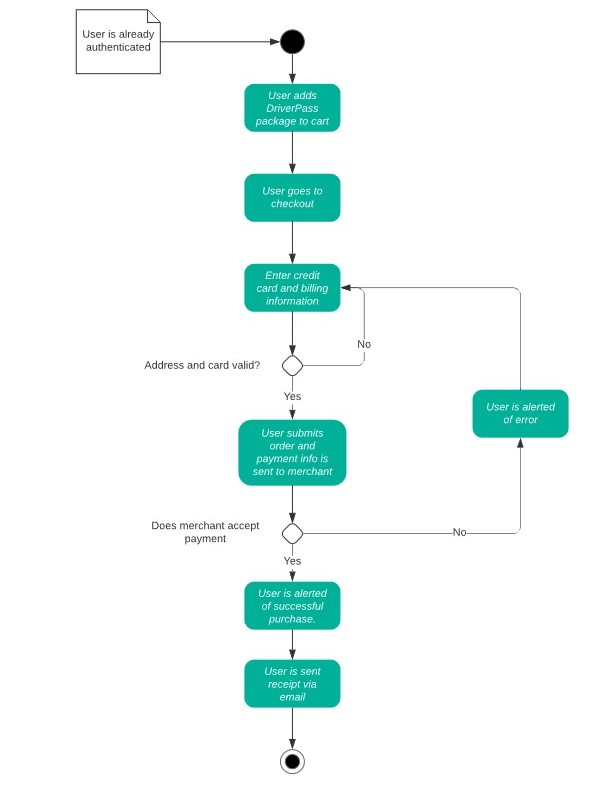 User is already
authenticated
User adds
DriverPass
package to cart
User goes to
checkout
Enter credit
card and billing
information
No
Address and card valid?
Yes
User is alerted
of error
User submits
order and
payment info is
sent to merchant
Does merchant accept
payment
No
Yes
User is alerted
of successful
purchase.
User is sent
receipt via
email